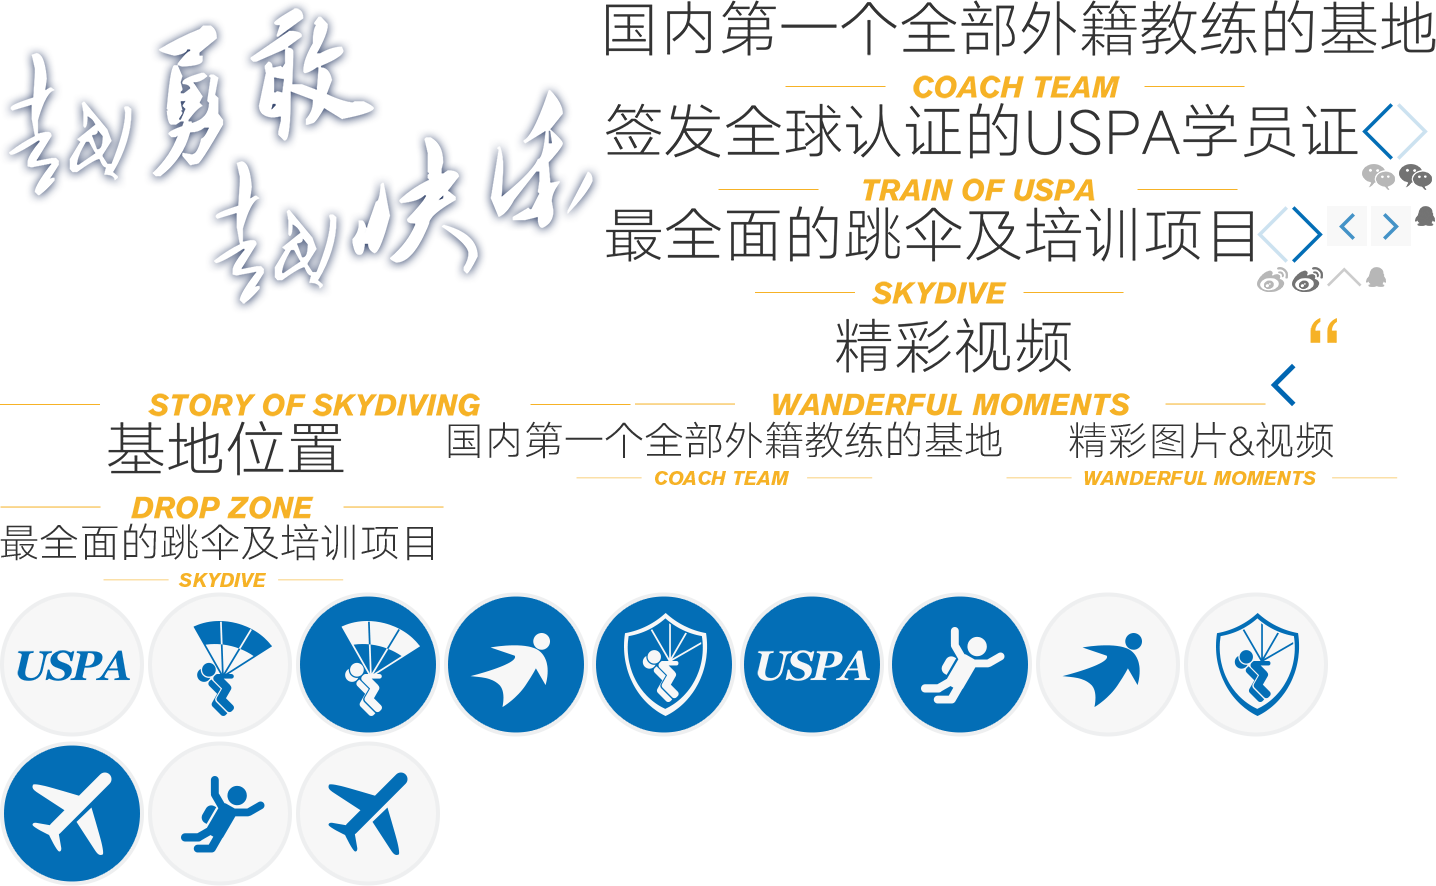 越勇敢
越快乐
国内第一个全部外籍教练的基地
COACH TEAM
签发全球认证的USPA学员证
TRAIN OF USPA
最全面的跳伞及培训项目
SKYDIVE
精彩视频
“
STORY OF SKYDIVING
WANDERFUL MOMENTS
基地位置
DROP ZONE
国内第一个全部外籍教练的基地
COACH TEAM
精彩图片&视频
WANDERFUL MOMENTS
最全面的跳伞及培训项目
SKYDIVE
USPA
USPA